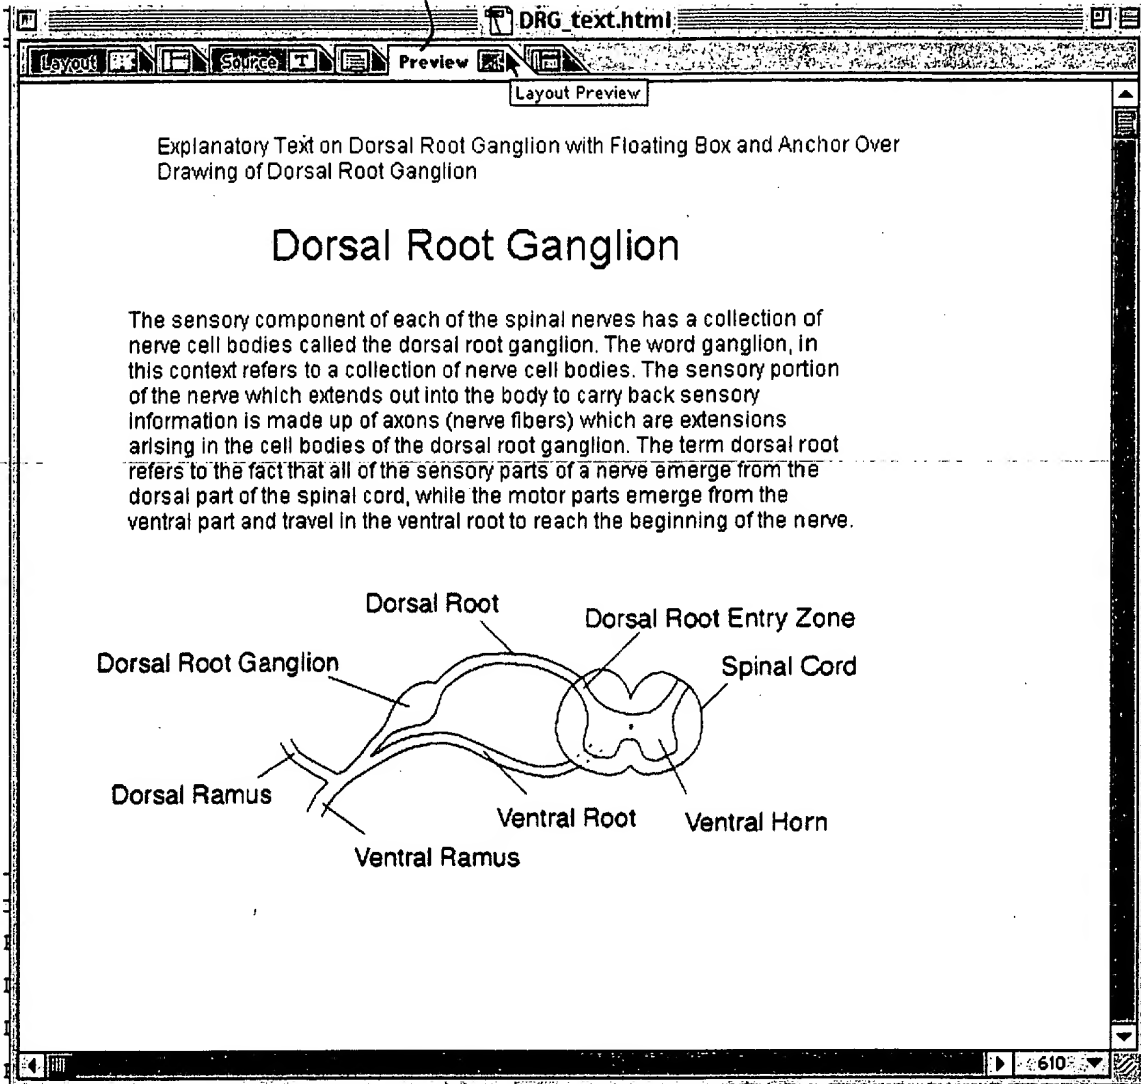 DRG_text.html
Layout Source T Preview
Layout Preview
Explanatory Text on Dorsal Root Ganglion with Floating Box and Anchor Over
Drawing of Dorsal Root Ganglion
Dorsal Root Ganglion
The sensory component of each of the spinal nerves has a collection of
nerve cell bodies called the dorsal root ganglion. The word ganglion, in
this context refers to a collection of nerve cell bodies. The sensory portion
of the nerve which extends out into the body to carry back sensory
information is made up of axons (nerve fibers) which are extensions
arising in the cell bodies of the dorsal root ganglion. The term dorsal root
refers to the fact that all of the sensory parts of a nerve emerge from the
dorsal part of the spinal cord, while the motor parts emerge from the
ventral part and travel in the ventral root to reach the beginning of the nerve.
Dorsal Root
Dorsal Root Entry Zone
Dorsal Root Ganglion
Spinal Cord
Dorsal Ramus
Ventral Root
Ventral Horn
Ventral Ramus
610